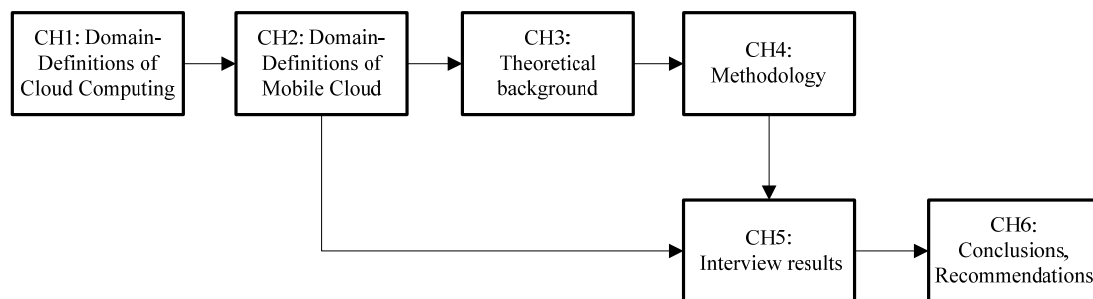 CH1: Domain-
Definitions of
Cloud Computing
CH2: Domain-
Definitions of
Mobile Cloud
CH3:
Theoretical
background
CH4:
Methodology
CH5:
Interview results
CH6:
Conclusions,
Recommendations